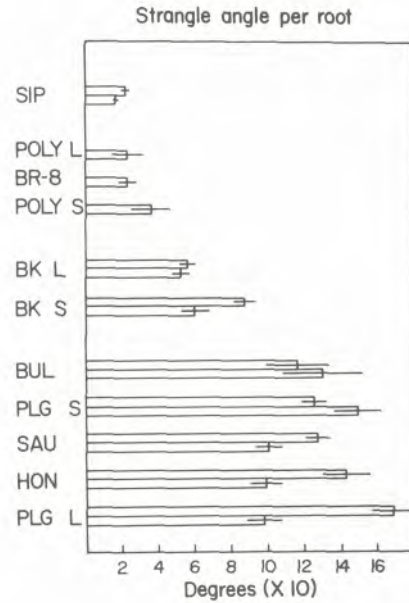 Strangle angle per root
SIP
POLY L
BR-8
POLY S
BK L
BK S
BUL
PLG S
SAU
HON
PLG L
2 4 6 8 10 12 14 16
Degrees (X 10)